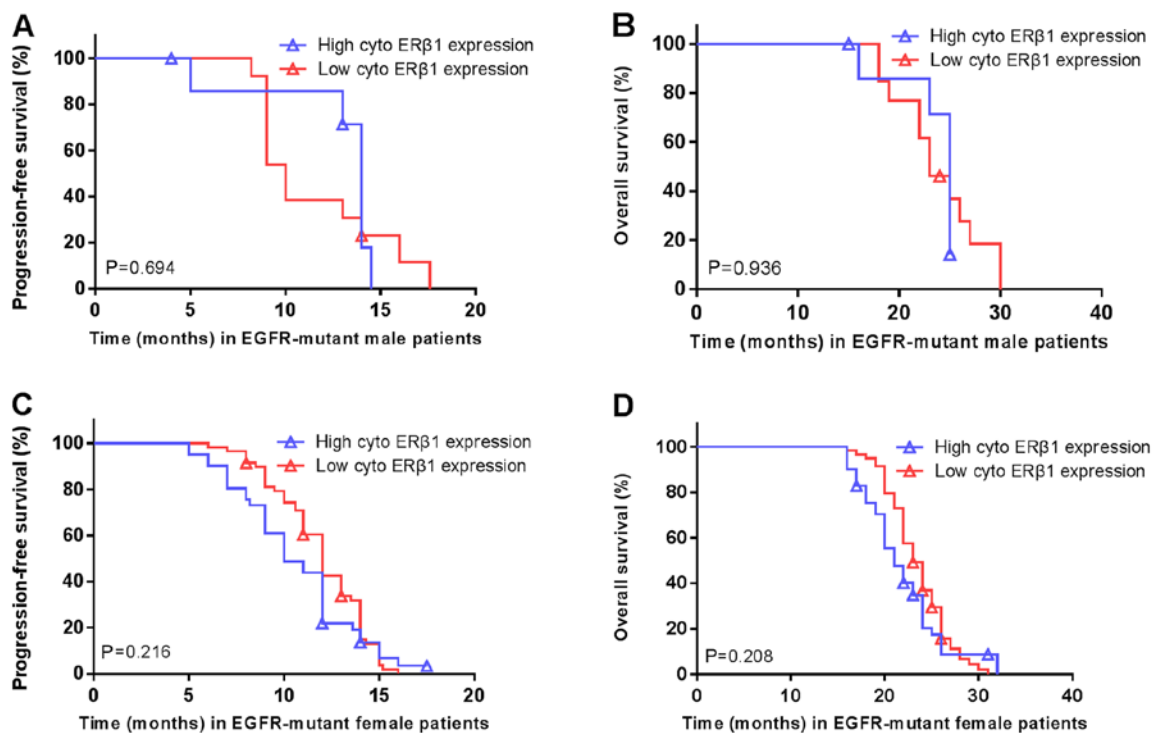 A
Progression-free survival (%)
100
80
60
40
20
0
High cyto ERβ1 expression
Low cyto ERβ1 expression
P=0.694
0 5 10 15 20
Time (months) in EGFR-mutant male patients
B
Overall survival (%)
100
80
60
40
20
0
High cyto ERβ1 expression
Low cyto ERβ1 expression
P=0.936
0 10 20 30 40
Time (months) in EGFR-mutant male patients
C
Progression-free survival (%)
100
80
60
40
20
0
High cyto ERβ1 expression
Low cyto ERβ1 expression
P=0.216
0 5 10 15 20
Time (months) in EGFR-mutant female patients
D
Overall survival (%)
100
80
60
40
20
0
High cyto ERβ1 expression
Low cyto ERβ1 expression
P=0.208
0 10 20 30 40
Time (months) in EGFR-mutant female patients